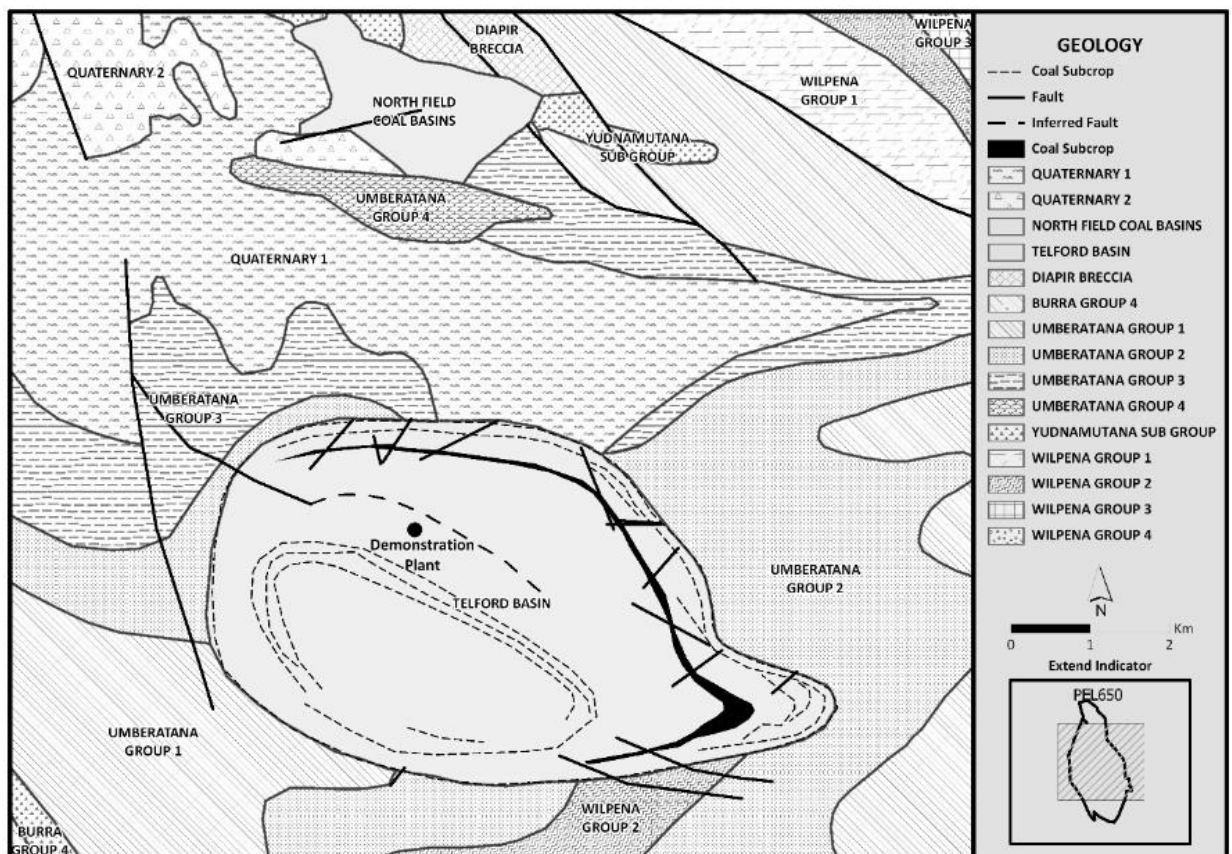 DIAPIR
BRECCIA
WILPENA
GROUP 3
QUATERNARY 2
WILPENA
GROUP 1
NORTH FIELD
COAL BASINS
YUDNAMUTANA
SUB GROUP
UMBERATANA
GROUP 4
QUATERNARY 1
UMBERATANA
GROUP 3
Demonstration
Plant
UMBERATANA
GROUP 2
TELFORD BASIN
UMBERATANA
GROUP 1
WILPENA
GROUP 2
BURRA
GROUP 4
GEOLOGY
Coal Subcrop
Fault
Inferred Fault
Coal Subcrop
QUATERNARY 1
QUATERNARY 2
NORTH FIELD COAL BASINS
TELFORD BASIN
DIAPIR BRECCIA
BURRA GROUP 4
UMBERATANA GROUP 1
UMBERATANA GROUP 2
UMBERATANA GROUP 3
UMBERATANA GROUP 4
YUDNAMUTANA SUB GROUP
WILPENA GROUP 1
WILPENA GROUP 2
WILPENA GROUP 3
WILPENA GROUP 4
N
Km
0 1 2
Extend Indicator
PEL650